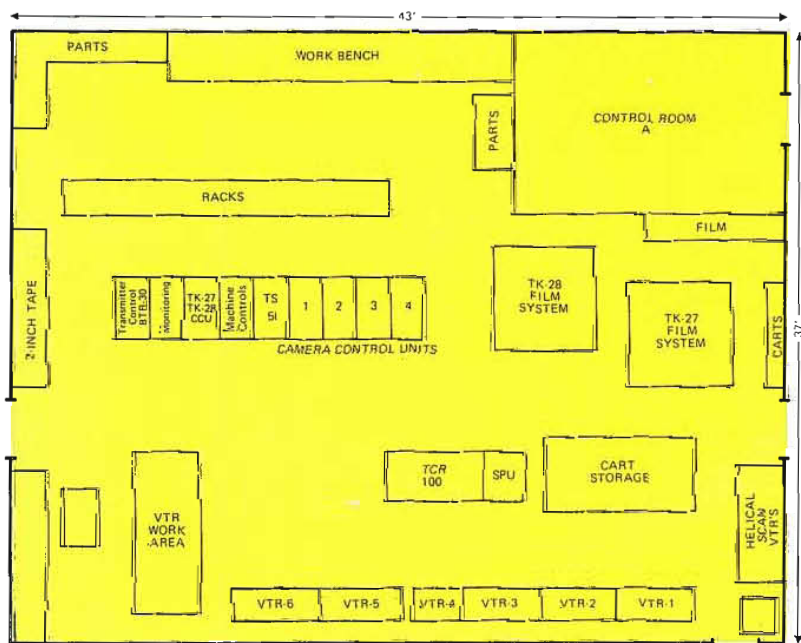 43'
PARTS
WORK BENCH
CONTROL ROOM
A
PARTS
RACKS
FILM
2-INCH TAPE
Transmitter
Control
BTR-30
Monitoring
TK-27
TK-28
CCU
Machine
Controls
TS
51
1
2
3
4
CAMERA CONTROL UNITS
TK-28
FILM
SYSTEM
TK-27
FILM
SYSTEM
CARTS
37'
VTR
WORK
AREA
TCR
100
SPU
CART
STORAGE
HELICAL
SCAN
VTR'S
VTR-6
VTR-5
VTR-4
VTR-3
VTR-2
VTR-1